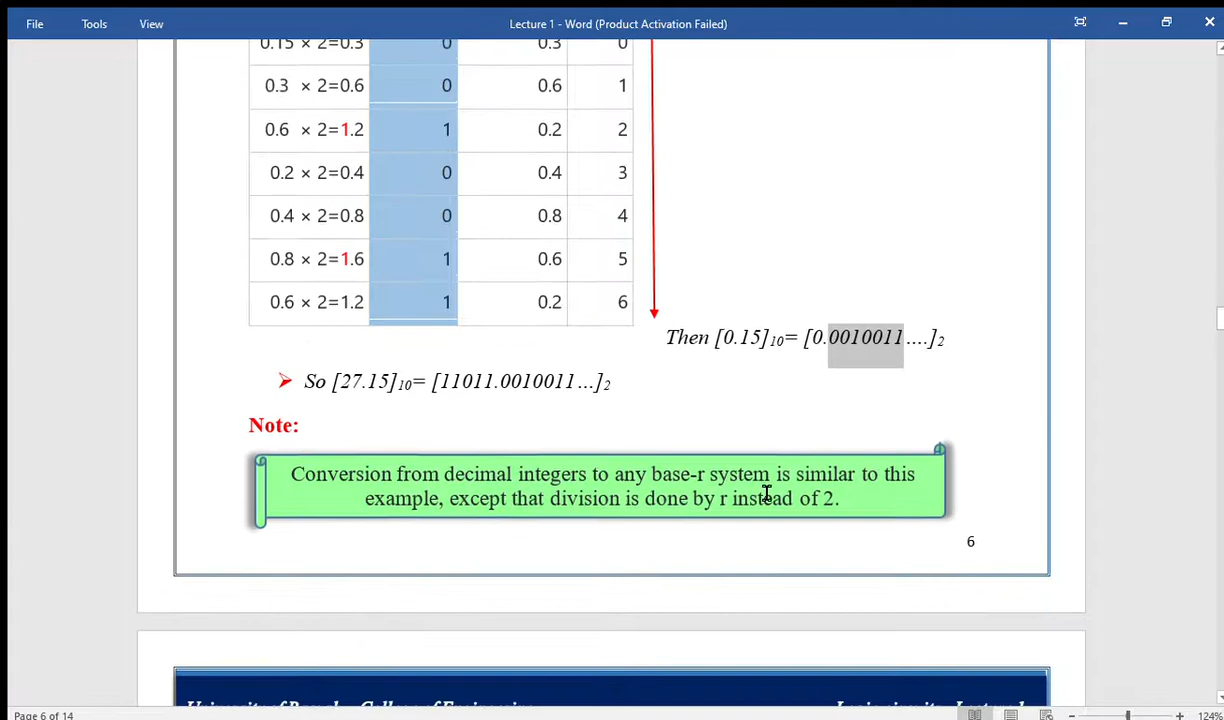 File Tools View Lecture 1 - Word (Product Activation Failed)
0.15 × 2=0.3 0 0.3 0
0.3 × 2=0.6 0 0.6 1
0.6 × 2=1.2 1 0.2 2
0.2 × 2=0.4 0 0.4 3
0.4 × 2=0.8 0 0.8 4
0.8 × 2=1.6 1 0.6 5
0.6 × 2=1.2 1 0.2 6
Then [0.15]10= [0.0010011….]2
➢ So [27.15]10= [11011.0010011…]2
Note:
Conversion from decimal integers to any base-r system is similar to this
example, except that division is done by r instead of 2.
6
Page 6 of 14 124%